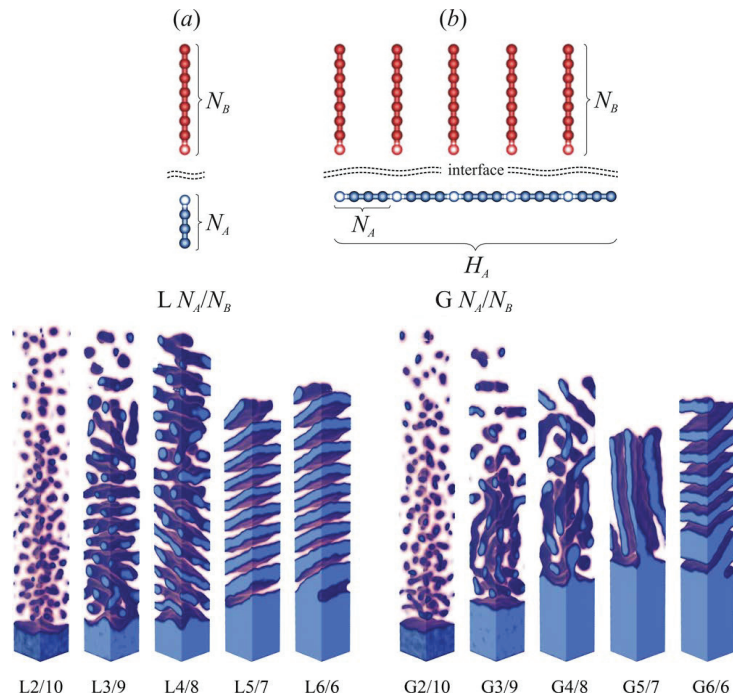 (a)
(b)
N_B
N_B
interface
N_A
N_A
H_A
L N_A/N_B
G N_A/N_B
L2/10 L3/9 L4/8 L5/7 L6/6
G2/10 G3/9 G4/8 G5/7 G6/6